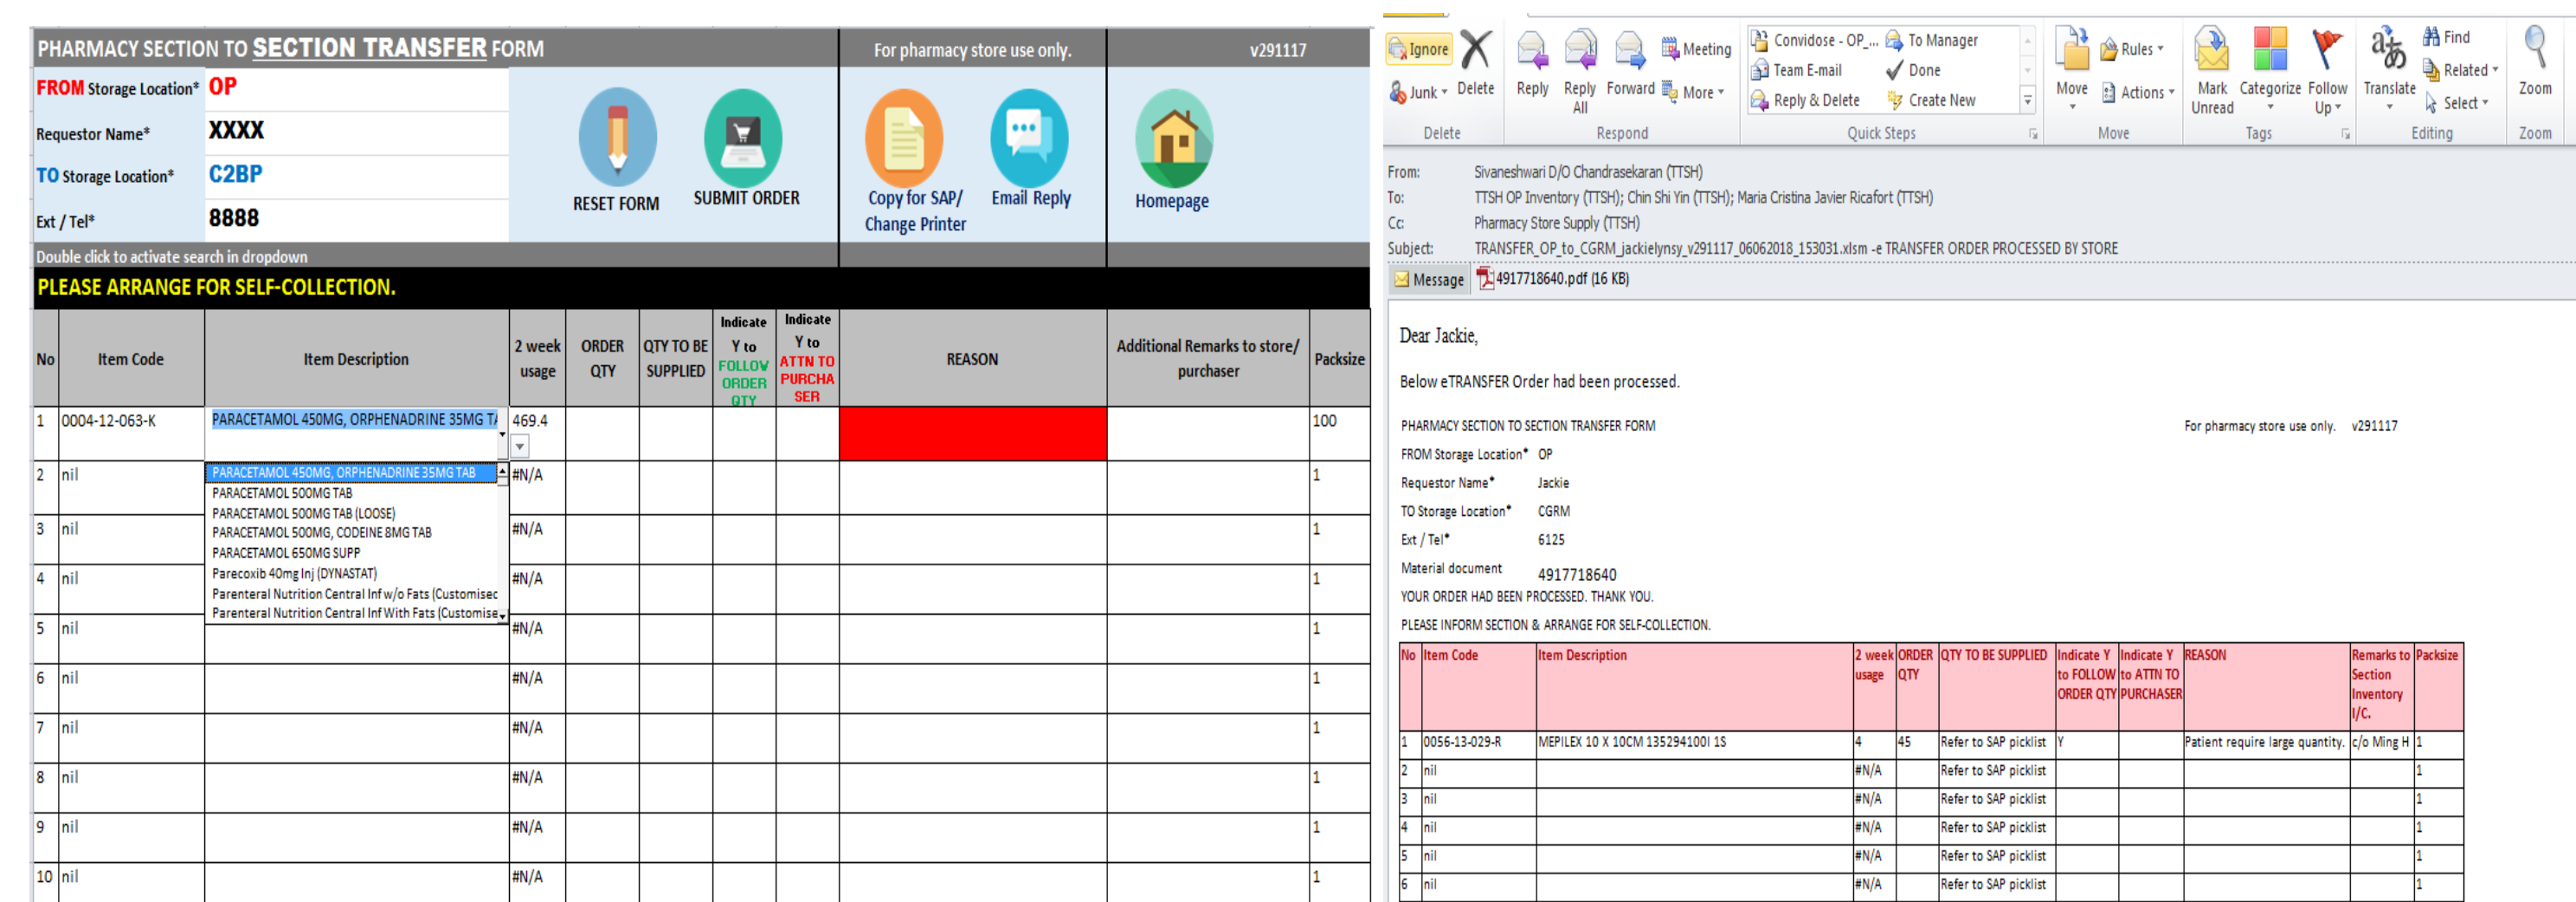 PHARMACY SECTION TO SECTION TRANSFER FORM
For pharmacy store use only.
v291117
FROM Storage Location* OP
Requestor Name* XXXX
TO Storage Location* C2BP
Ext / Tel* 8888
RESET FORM
SUBMIT ORDER
Copy for SAP/
Change Printer
Email Reply
Homepage
Double click to activate search in dropdown
PLEASE ARRANGE FOR SELF-COLLECTION.
No Item Code Item Description 2 week usage ORDER QTY QTY TO BE SUPPLIED Indicate Y to FOLLOW ORDER QTY Indicate Y to ATTN TO PURCHASER REASON Additional Remarks to store/ purchaser Packsize
1 0004-12-063-K PARACETAMOL 450MG, ORPHENADRINE 35MG TA 469.4 100
PARACETAMOL 450MG, ORPHENADRINE 35MG TAB
PARACETAMOL 500MG TAB
PARACETAMOL 500MG TAB (LOOSE)
PARACETAMOL 500MG, CODEINE 8MG TAB
PARACETAMOL 650MG SUPP
Parecoxib 40mg Inj (DYNASTAT)
Parenteral Nutrition Central Inf w/o Fats (Customisec
Parenteral Nutrition Central Inf With Fats (Customise
2 nil #N/A 1
3 nil #N/A 1
4 nil #N/A 1
5 nil #N/A 1
6 nil #N/A 1
7 nil #N/A 1
8 nil #N/A 1
9 nil #N/A 1
10 nil #N/A 1
Ignore
Junk
Delete
Delete
Reply
Reply All
Forward
Meeting
More
Respond
Convidose - OP_...
To Manager
Team E-mail
Done
Reply & Delete
Create New
Quick Steps
Move
Rules
Actions
Move
Mark Unread
Categorize
Follow Up
Tags
Translate
Find
Related
Select
Editing
Zoom
Zoom
From: Sivaneshwari D/O Chandrasekaran (TTSH)
To: TTSH OP Inventory (TTSH); Chin Shi Yin (TTSH); Maria Cristina Javier Ricafort (TTSH)
Cc: Pharmacy Store Supply (TTSH)
Subject: TRANSFER_OP_to_CGRM_jackielynsy_v291117_06062018_153031.xlsm -e TRANSFER ORDER PROCESSED BY STORE
Message 4917718640.pdf (16 KB)
Dear Jackie,
Below eTRANSFER Order had been processed.
PHARMACY SECTION TO SECTION TRANSFER FORM For pharmacy store use only. v291117
FROM Storage Location* OP
Requestor Name* Jackie
TO Storage Location* CGRM
Ext / Tel* 6125
Material document 4917718640
YOUR ORDER HAD BEEN PROCESSED. THANK YOU.
PLEASE INFORM SECTION & ARRANGE FOR SELF-COLLECTION.
No Item Code Item Description 2 week usage ORDER QTY QTY TO BE SUPPLIED Indicate Y to FOLLOW ORDER QTY Indicate Y to ATTN TO PURCHASER REASON Remarks to Section Inventory I/C. Packsize
1 0056-13-029-R MEPILEX 10 X 10CM 135294100I 1S 4 45 Refer to SAP picklist Y Patient require large quantity. c/o Ming H 1
2 nil #N/A Refer to SAP picklist 1
3 nil #N/A Refer to SAP picklist 1
4 nil #N/A Refer to SAP picklist 1
5 nil #N/A Refer to SAP picklist 1
6 nil #N/A Refer to SAP picklist 1